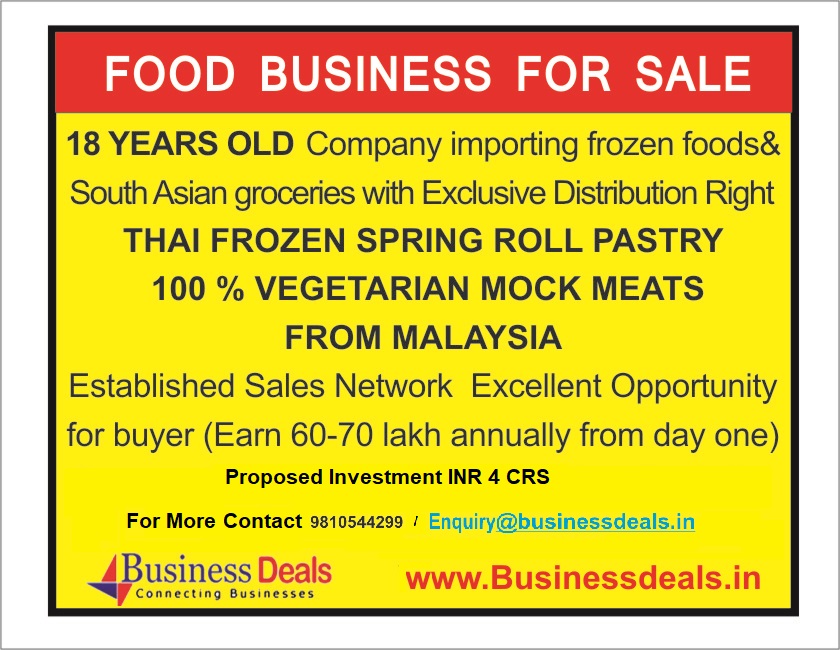 FOOD BUSINESS FOR SALE
18 YEARS OLD Company importing frozen foods&
South Asian groceries with Exclusive Distribution Right
THAI FROZEN SPRING ROLL PASTRY
100 % VEGETARIAN MOCK MEATS
FROM MALAYSIA
Established Sales Network Excellent Opportunity
for buyer (Earn 60-70 lakh annually from day one)
Proposed Investment INR 4 CRS
For More Contact 9810544299 / Enquiry@businessdeals.in
Business Deals www.Businessdeals.in
Connecting Businesses